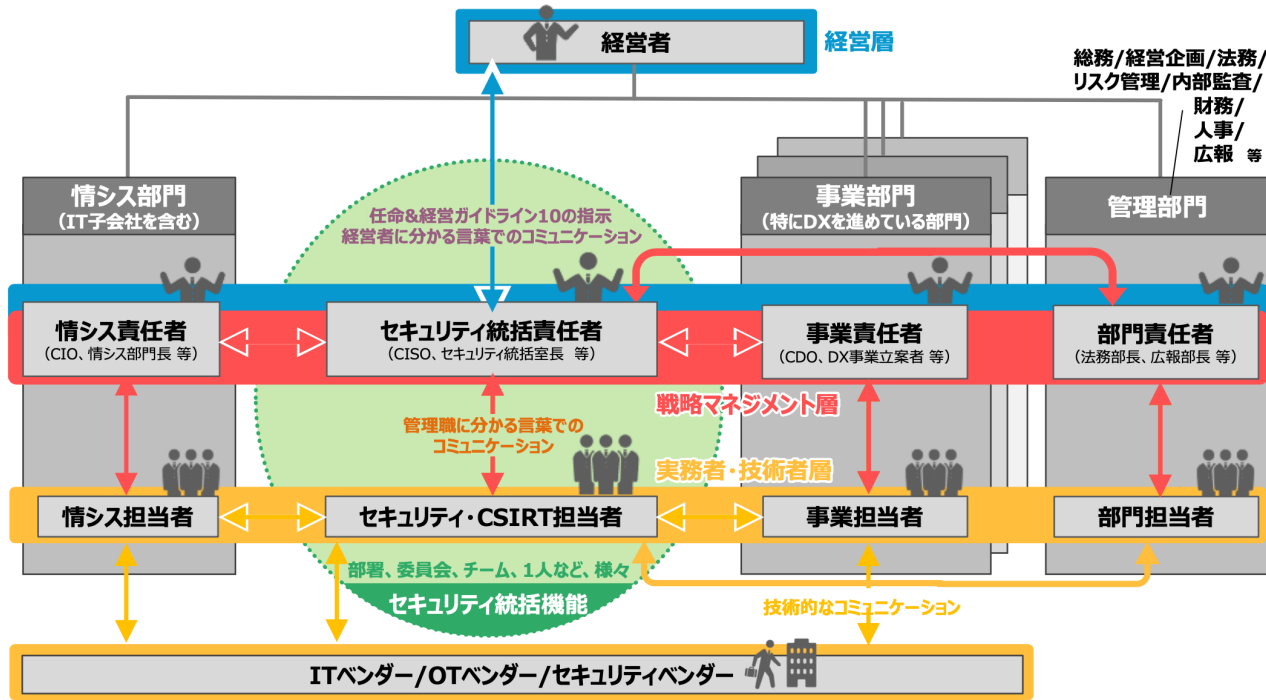 経営者
経営層
総務/経営企画/法務/
リスク管理/内部監査/
財務/
人事/
広報 等
情シス部門
（IT子会社を含む）
事業部門
（特にDXを進めている部門）
管理部門
任命&経営ガイドライン10の指示
経営者に分かる言葉でのコミュニケーション
情シス責任者
（CIO、情シス部門長 等）
セキュリティ統括責任者
（CISO、セキュリティ統括室長 等）
事業責任者
（CDO、DX事業立案者 等）
部門責任者
（法務部長、広報部長 等）
戦略マネジメント層
管理職に分かる言葉での
コミュニケーション
実務者・技術者層
情シス担当者
セキュリティ・CSIRT担当者
事業担当者
部門担当者
部署、委員会、チーム、1人など、様々
セキュリティ統括機能
技術的なコミュニケーション
ITベンダー/OTベンダー/セキュリティベンダー